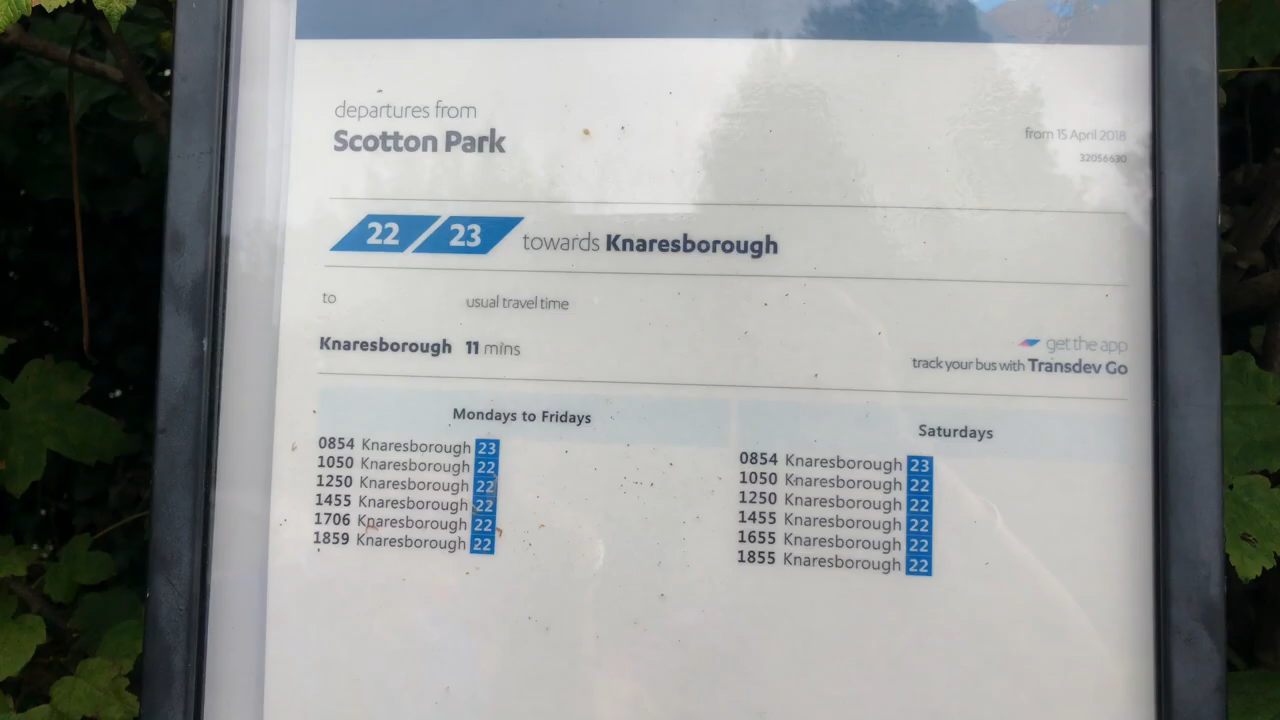 departures from
Scotton Park
from 15 April 2018
32056630
22 / 23 towards Knaresborough
to usual travel time
Knaresborough 11 mins
get the app
track your bus with Transdev Go
Mondays to Fridays
0854 Knaresborough 23
1050 Knaresborough 22
1250 Knaresborough 22
1455 Knaresborough 22
1706 Knaresborough 22
1859 Knaresborough 22
Saturdays
0854 Knaresborough 23
1050 Knaresborough 22
1250 Knaresborough 22
1455 Knaresborough 22
1655 Knaresborough 22
1855 Knaresborough 22